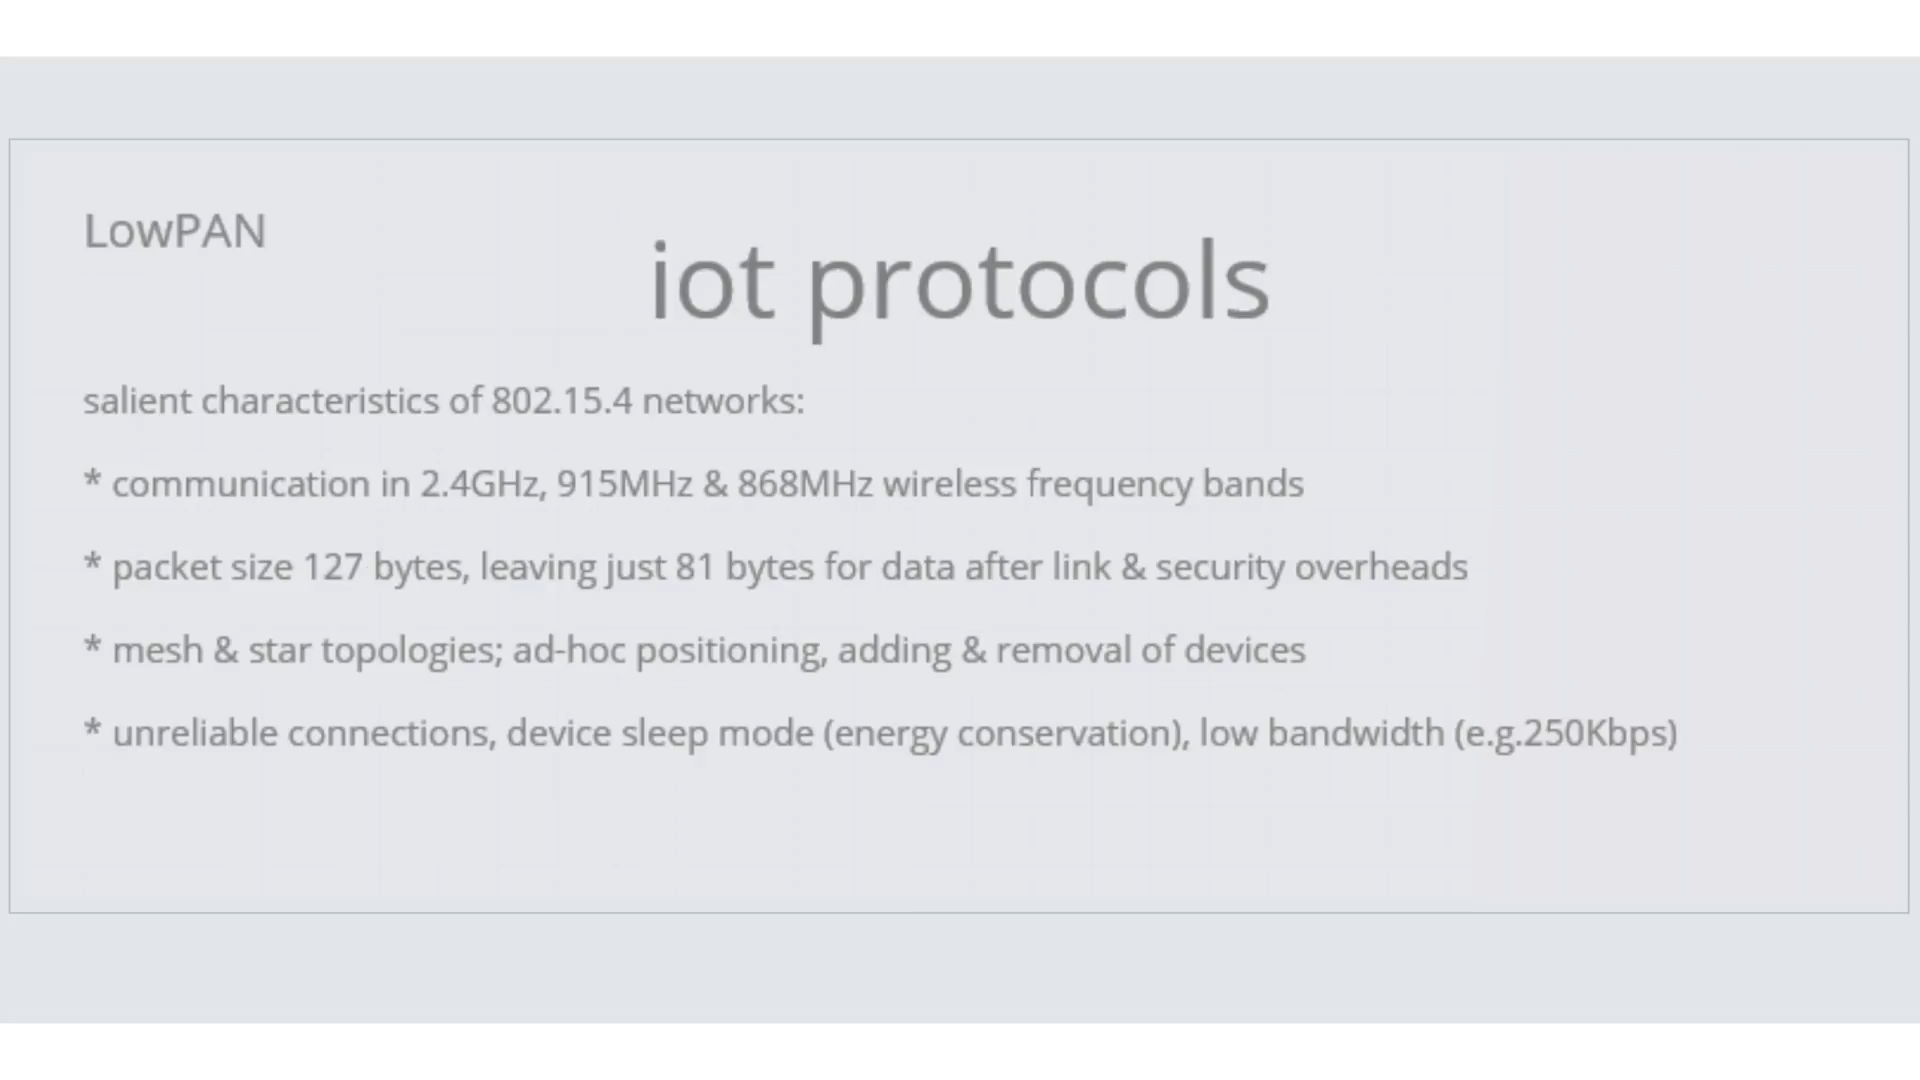 LowPAN
iot protocols
salient characteristics of 802.15.4 networks:
* communication in 2.4GHz, 915MHz & 868MHz wireless frequency bands
* packet size 127 bytes, leaving just 81 bytes for data after link & security overheads
* mesh & star topologies; ad-hoc positioning, adding & removal of devices
* unreliable connections, device sleep mode (energy conservation), low bandwidth (e.g.250Kbps)